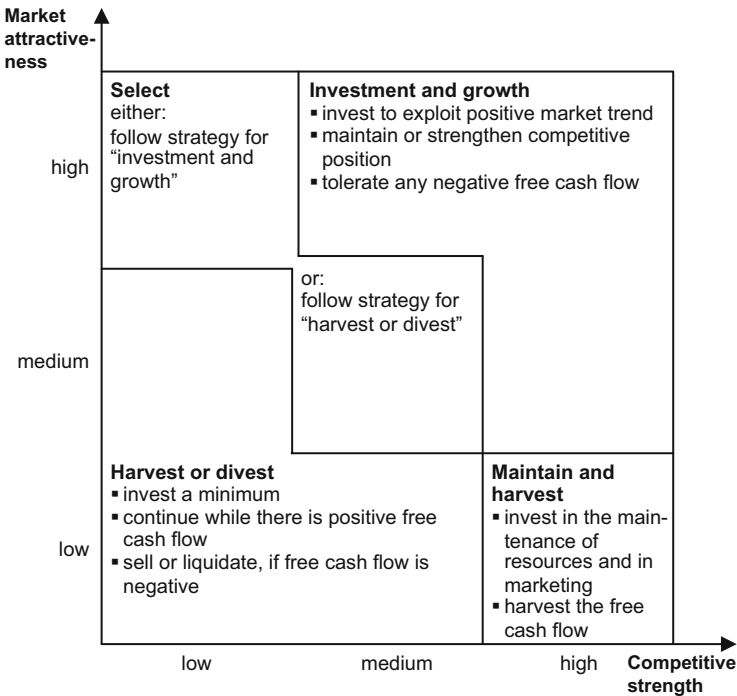 Market
attractive-
ness
Select
either:
follow strategy for
“investment and
growth”
Investment and growth
▪ invest to exploit positive market trend
▪ maintain or strengthen competitive
position
▪ tolerate any negative free cash flow
high
or:
follow strategy for
“harvest or divest”
medium
Harvest or divest
▪ invest a minimum
▪ continue while there is positive free
cash flow
▪ sell or liquidate, if free cash flow is
negative
Maintain and
harvest
▪ invest in the main-
tenance of
resources and in
marketing
▪ harvest the free
cash flow
low
low
medium
high
Competitive
strength